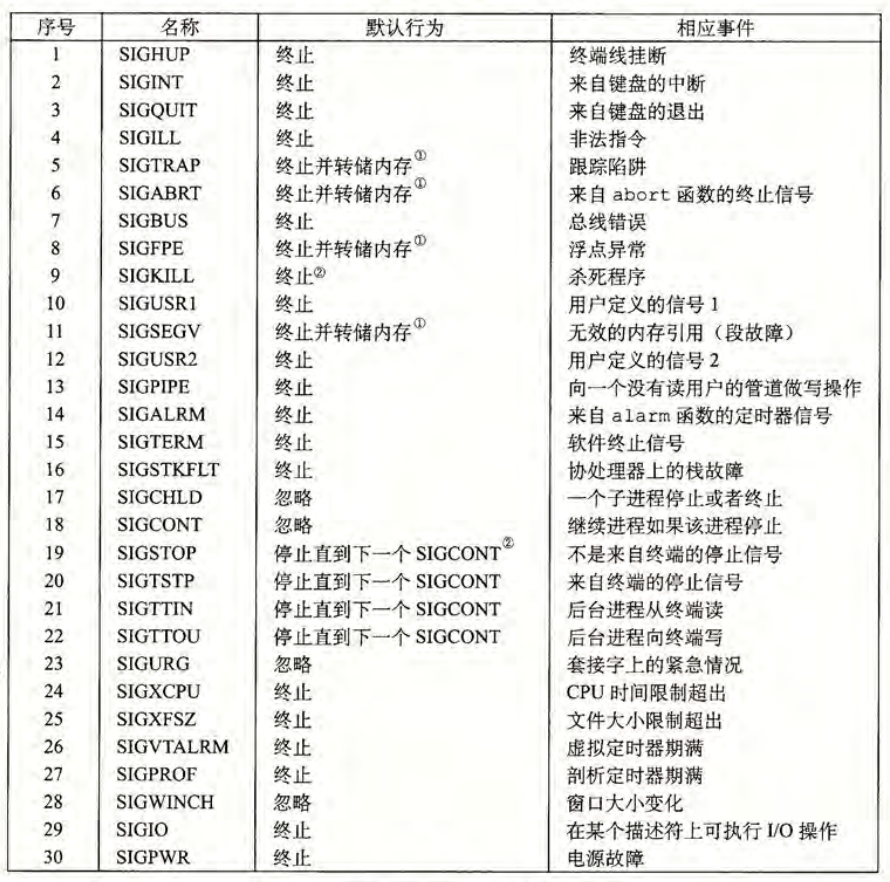 序号 名称 默认行为 相应事件
1 SIGHUP 终止 终端线挂断
2 SIGINT 终止 来自键盘的中断
3 SIGQUIT 终止 来自键盘的退出
4 SIGILL 终止 非法指令
5 SIGTRAP 终止并转储内存① 跟踪陷阱
6 SIGABRT 终止并转储内存① 来自 abort 函数的终止信号
7 SIGBUS 终止 总线错误
8 SIGFPE 终止并转储内存① 浮点异常
9 SIGKILL 终止② 杀死程序
10 SIGUSR1 终止 用户定义的信号 1
11 SIGSEGV 终止并转储内存① 无效的内存引用（段故障）
12 SIGUSR2 终止 用户定义的信号 2
13 SIGPIPE 终止 向一个没有读用户的管道做写操作
14 SIGALRM 终止 来自 alarm 函数的定时器信号
15 SIGTERM 终止 软件终止信号
16 SIGSTKFLT 终止 协处理器上的栈故障
17 SIGCHLD 忽略 一个子进程停止或者终止
18 SIGCONT 忽略 继续进程如果该进程停止
19 SIGSTOP 停止直到下一个 SIGCONT② 不是来自终端的停止信号
20 SIGTSTP 停止直到下一个 SIGCONT 来自终端的停止信号
21 SIGTTIN 停止直到下一个 SIGCONT 后台进程从终端读
22 SIGTTOU 停止直到下一个 SIGCONT 后台进程向终端写
23 SIGURG 忽略 套接字上的紧急情况
24 SIGXCPU 终止 CPU 时间限制超出
25 SIGXFSZ 终止 文件大小限制超出
26 SIGVTALRM 终止 虚拟定时器期满
27 SIGPROF 终止 剖析定时器期满
28 SIGWINCH 忽略 窗口大小变化
29 SIGIO 终止 在某个描述符上可执行 I/O 操作
30 SIGPWR 终止 电源故障